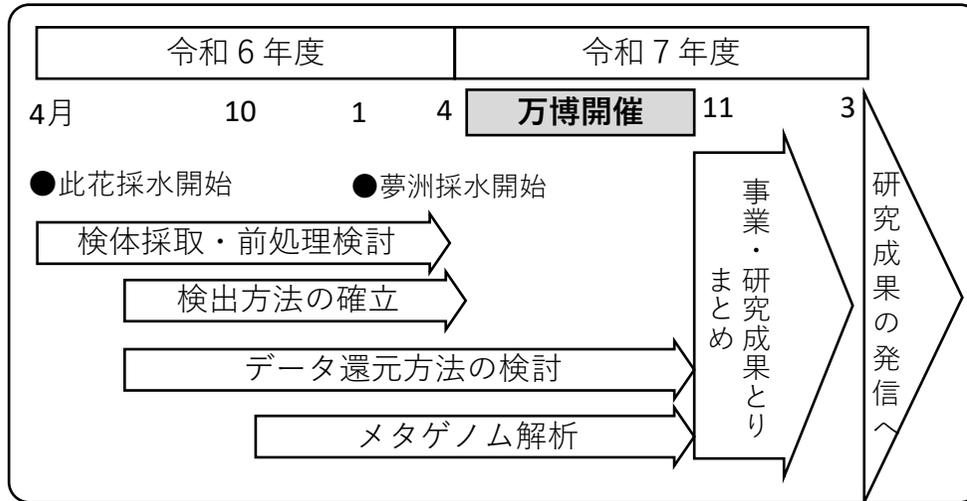 令和６年度
令和７年度
4月
10
1
4
万博開催
11
3
●此花採水開始
●夢洲採水開始
検体採取・前処理検討
検出方法の確立
データ還元方法の検討
メタゲノム解析
事業・研究成果とり
まとめ
研究成果の発信へ